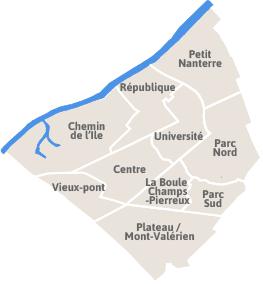 Petit
Nanterre
République
Chemin
de l'Ile
Université
Parc
Nord
Centre
Vieux-pont
La Boule
Champs
-Pierreux
Parc
Sud
Plateau /
Mont-Valérien